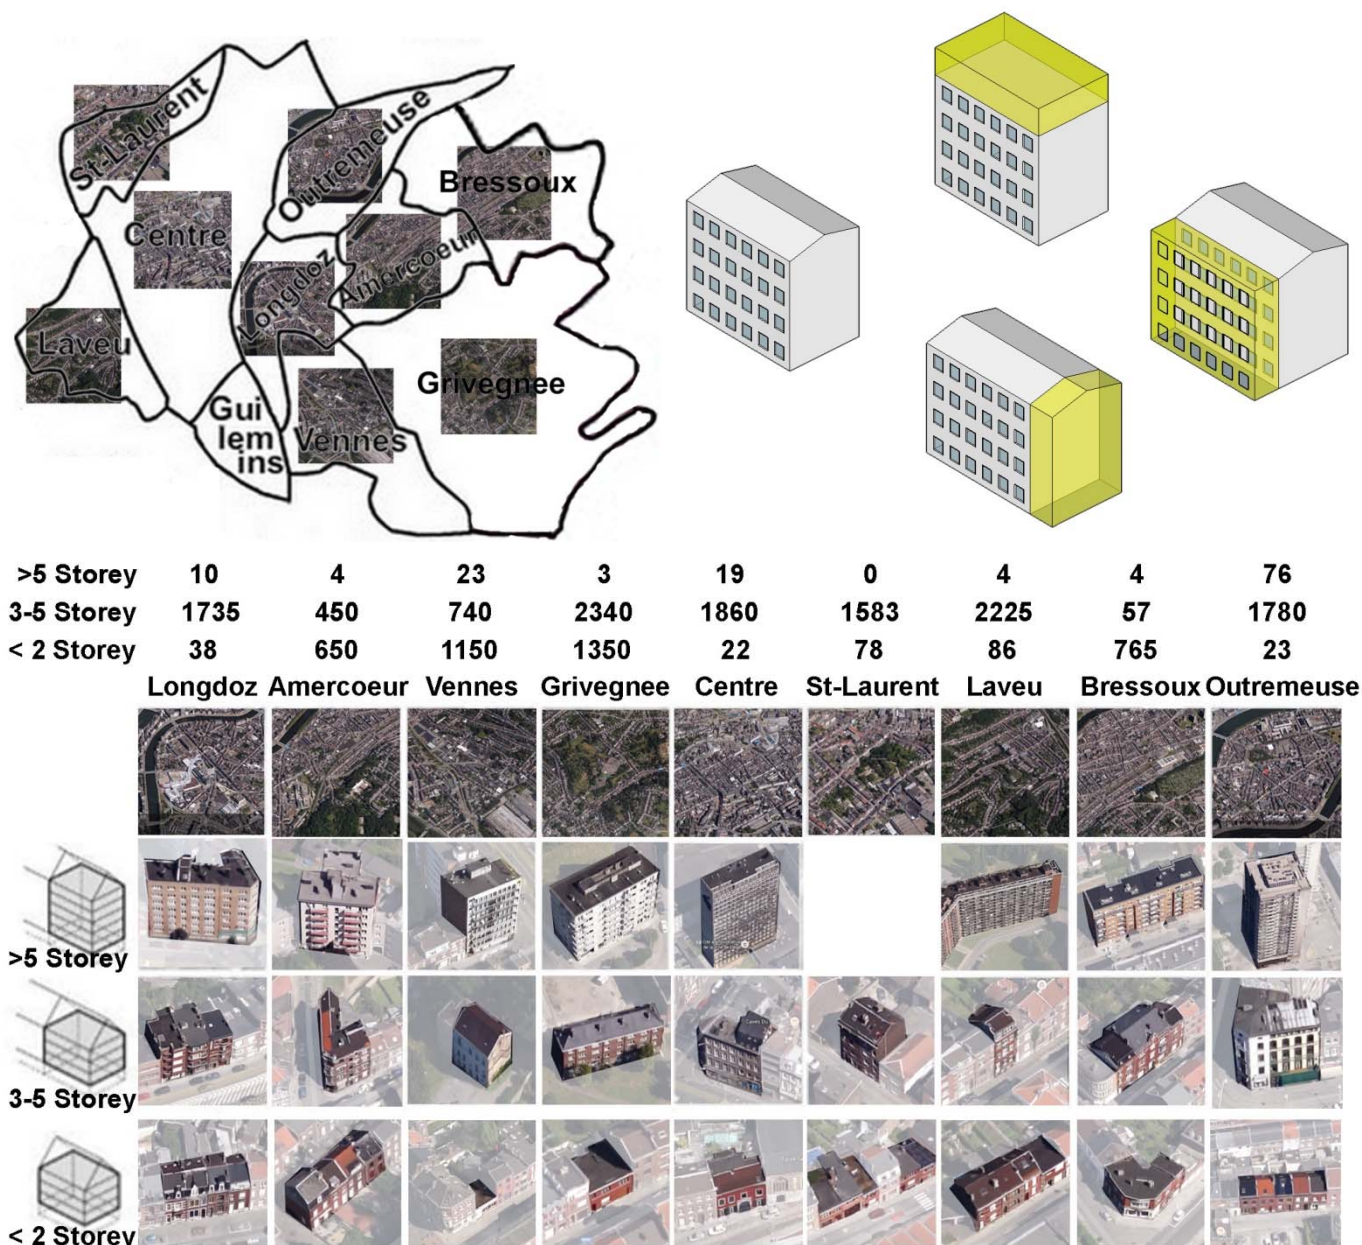 St-Laurent
Outremeuse
Bressoux
Centre
Amercoeur
Longdoz
Laveu
Grivegnee
Gui
lem
ins
Vennes
>5 Storey 10 4 23 3 19 0 4 4 76
3-5 Storey 1735 450 740 2340 1860 1583 2225 57 1780
< 2 Storey 38 650 1150 1350 22 78 86 765 23
Longdoz Amercoeur Vennes Grivegnee Centre St-Laurent Laveu Bressoux Outremeuse
>5 Storey
3-5 Storey
< 2 Storey